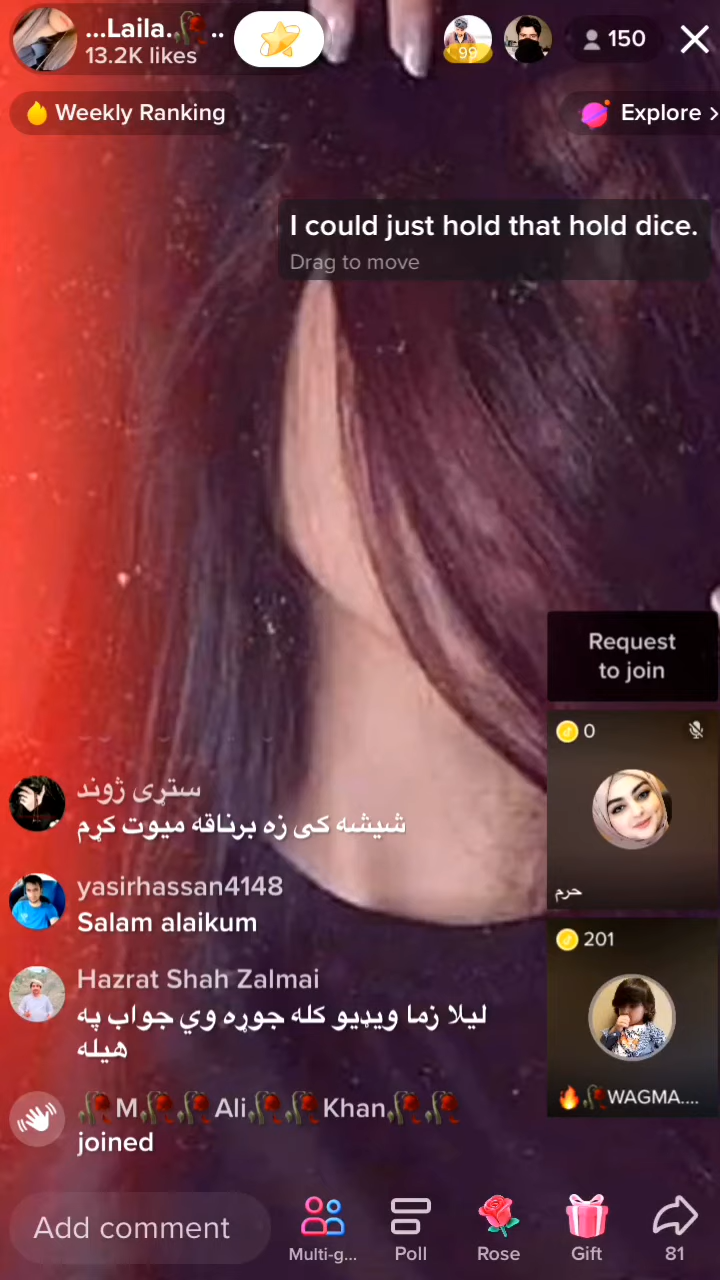 ...Laila.🥀..
13.2K likes
99
150
Weekly Ranking
Explore >
I could just hold that hold dice.
Drag to move
Request
to join
0
حرم
201
🔥🥀WAGMA....
ستړی ژوند
شیشه کی زه برناقه میوت کړم
yasirhassan4148
Salam alaikum
Hazrat Shah Zalmai
لیلا زما ویډیو کله جوړه وي جواب په
هیله
🥀M🥀🥀Ali🥀🥀Khan🥀🥀
joined
Add comment
Multi-g...
Poll
Rose
Gift
81